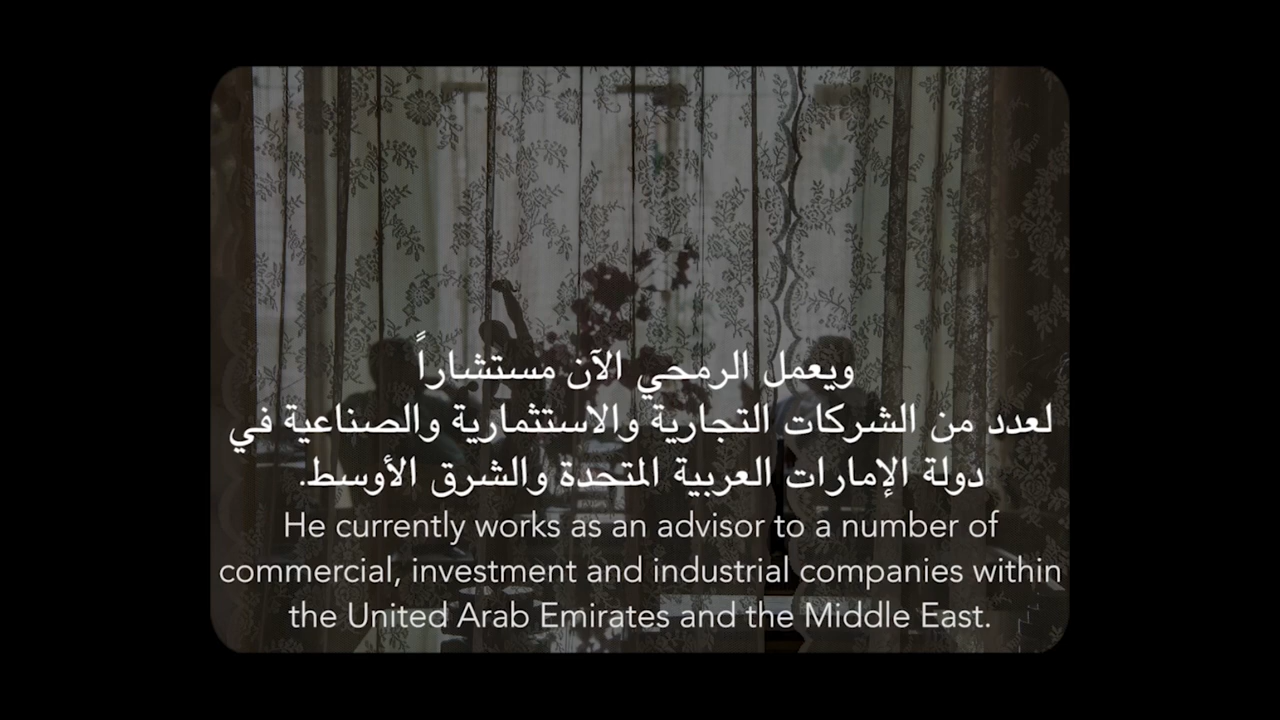 ويعمل الرمحي الآن مستشاراً
لعدد من الشركات التجارية والاستثمارية والصناعية في
دولة الإمارات العربية المتحدة والشرق الأوسط.
He currently works as an advisor to a number of
commercial, investment and industrial companies within
the United Arab Emirates and the Middle East.